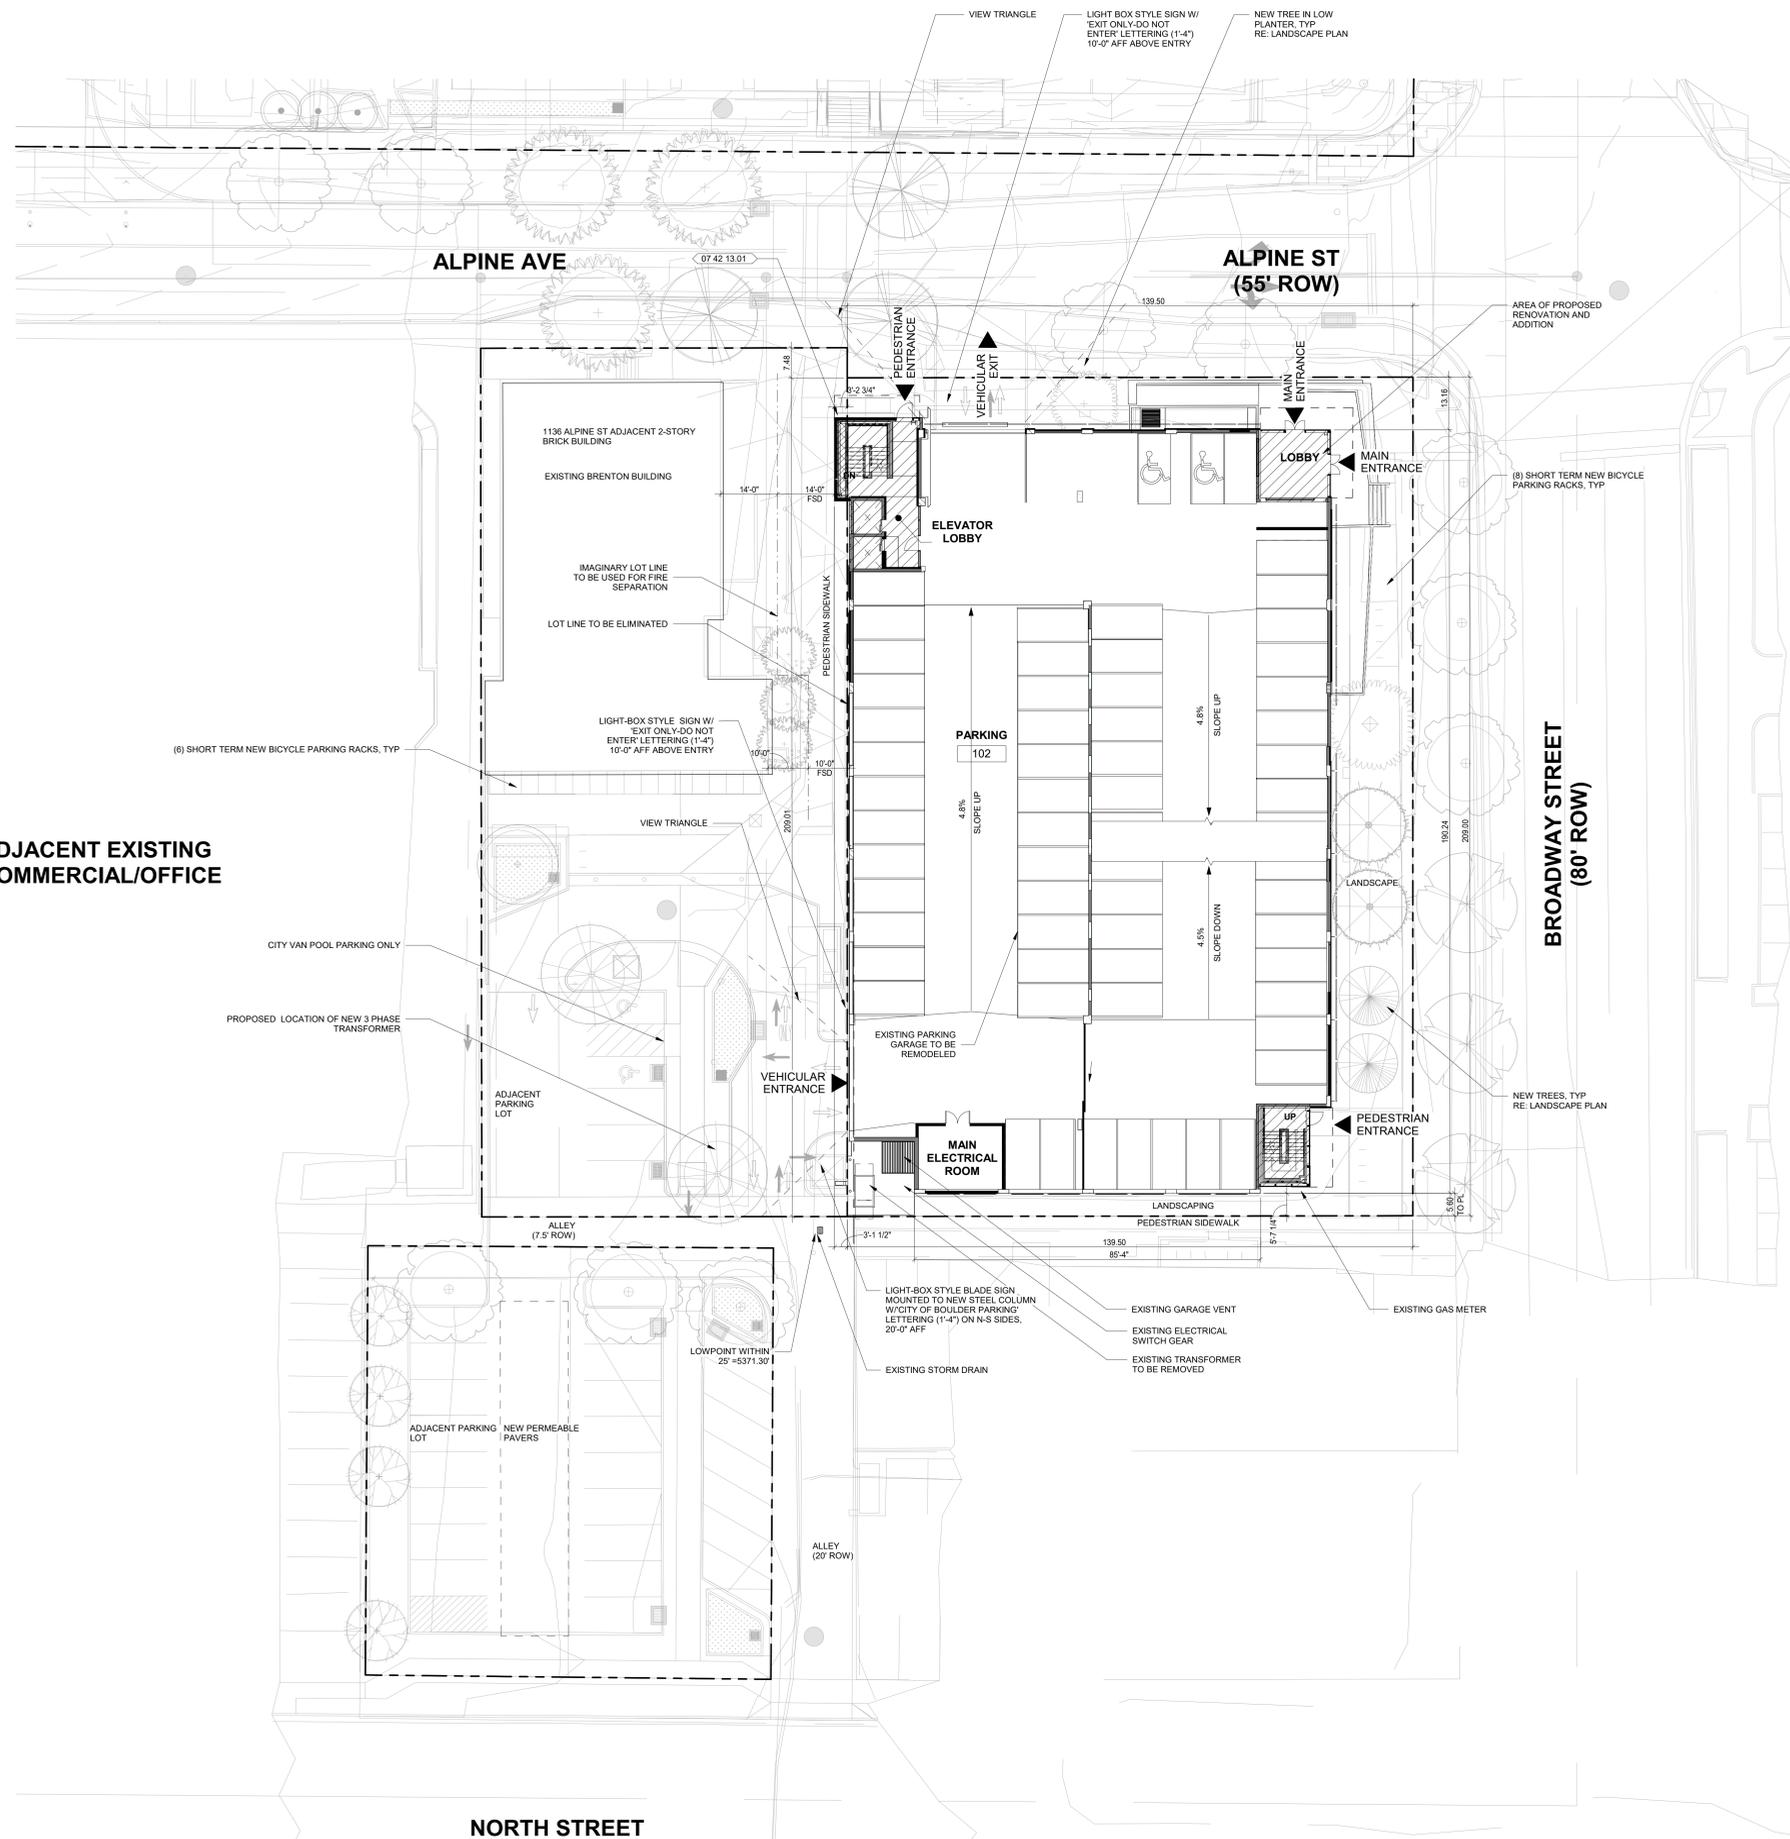 VIEW TRIANGLE
LIGHT BOX STYLE SIGN W/
'EXIT ONLY-DO NOT
ENTER' LETTERING (1'-4")
10'-0" AFF ABOVE ENTRY
NEW TREE IN LOW
PLANTER, TYP
RE: LANDSCAPE PLAN
ALPINE AVE
07 42 13.01
ALPINE ST
(55' ROW)
139.50
AREA OF PROPOSED
RENOVATION AND
ADDITION
PEDESTRIAN
ENTRANCE
VEHICULAR
EXIT
MAIN
ENTRANCE
7.48
3'-2 3/4"
13.16
1136 ALPINE ST ADJACENT 2-STORY
BRICK BUILDING
EXISTING BRENTON BUILDING
DN
LOBBY
MAIN
ENTRANCE
(8) SHORT TERM NEW BICYCLE
PARKING RACKS, TYP
14'-0"
14'-0"
FSD
ELEVATOR
LOBBY
IMAGINARY LOT LINE
TO BE USED FOR FIRE
SEPARATION
LOT LINE TO BE ELIMINATED
PEDESTRIAN SIDEWALK
LIGHT-BOX STYLE SIGN W/
'EXIT ONLY-DO NOT
ENTER' LETTERING (1'-4")
10'-0" AFF ABOVE ENTRY
(6) SHORT TERM NEW BICYCLE PARKING RACKS, TYP
10'-0"
10'-0"
FSD
PARKING
102
4.8%
SLOPE UP
4.8%
SLOPE UP
BROADWAY STREET
(80' ROW)
VIEW TRIANGLE
209.01
190.24
209.00
DJACENT EXISTING
OMMERCIAL/OFFICE
LANDSCAPE
4.5%
SLOPE DOWN
CITY VAN POOL PARKING ONLY
PROPOSED LOCATION OF NEW 3 PHASE
TRANSFORMER
EXISTING PARKING
GARAGE TO BE
REMODELED
VEHICULAR
ENTRANCE
ADJACENT
PARKING
LOT
NEW TREES, TYP
RE: LANDSCAPE PLAN
UP
PEDESTRIAN
ENTRANCE
MAIN
ELECTRICAL
ROOM
LANDSCAPING
5.60
TO PL
PEDESTRIAN SIDEWALK
ALLEY
(7.5' ROW)
3'-1 1/2"
139.50
85'-4"
5'-7 1/4"
LIGHT-BOX STYLE BLADE SIGN
MOUNTED TO NEW STEEL COLUMN
W/'CITY OF BOULDER PARKING'
LETTERING (1'-4") ON N-S SIDES,
20'-0" AFF
EXISTING GARAGE VENT
EXISTING GAS METER
EXISTING ELECTRICAL
SWITCH GEAR
LOWPOINT WITHIN
25' =5371.30'
EXISTING STORM DRAIN
EXISTING TRANSFORMER
TO BE REMOVED
ADJACENT PARKING
LOT
NEW PERMEABLE
PAVERS
ALLEY
(20' ROW)
NORTH STREET